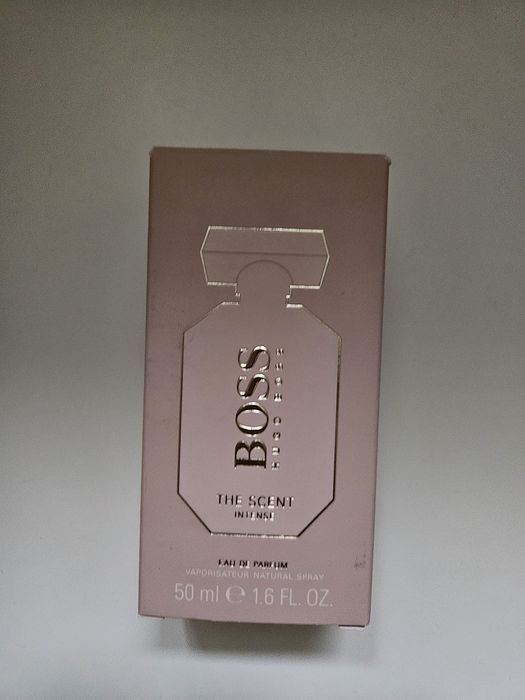 BOSS
HUGO BOSS
THE SCENT
INTENSE
EAU DE PARFUM
VAPORISATEUR NATURAL SPRAY
50 ml ℮ 1.6 FL. OZ.